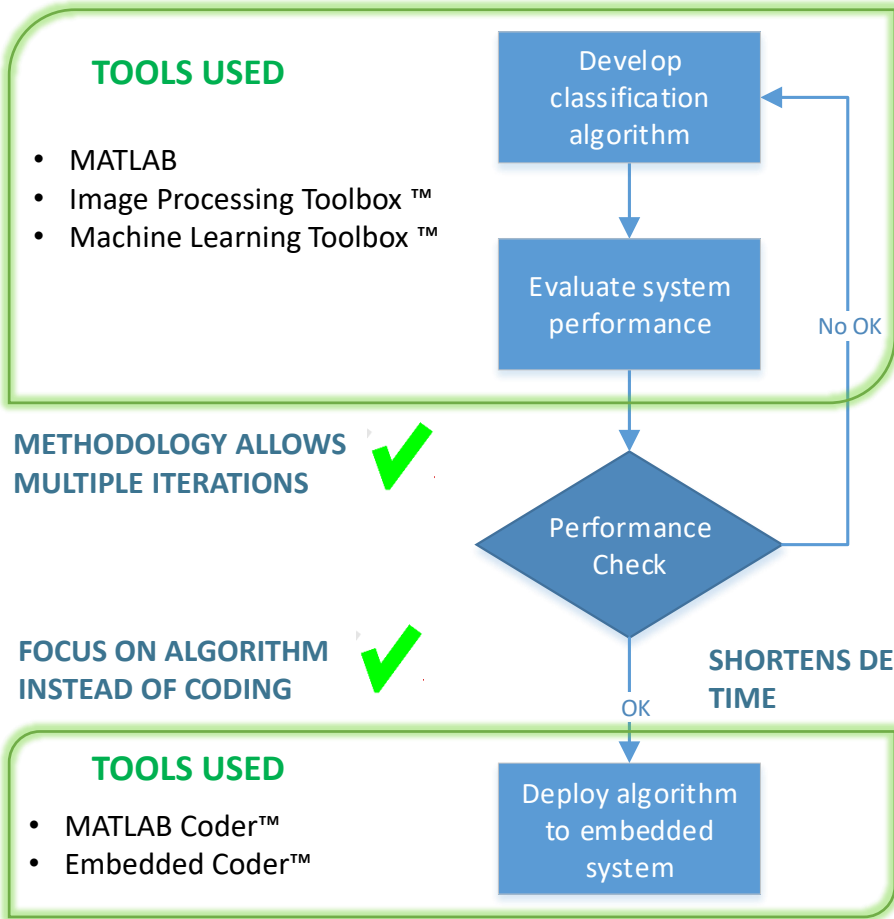 TOOLS USED
• MATLAB
• Image Processing Toolbox ™
• Machine Learning Toolbox ™
Develop
classification
algorithm
Evaluate system
performance
No OK
METHODOLOGY ALLOWS
MULTIPLE ITERATIONS
Performance
Check
FOCUS ON ALGORITHM
INSTEAD OF CODING
SHORTENS DE
TIME
OK
TOOLS USED
• MATLAB Coder™
• Embedded Coder™
Deploy algorithm
to embedded
system